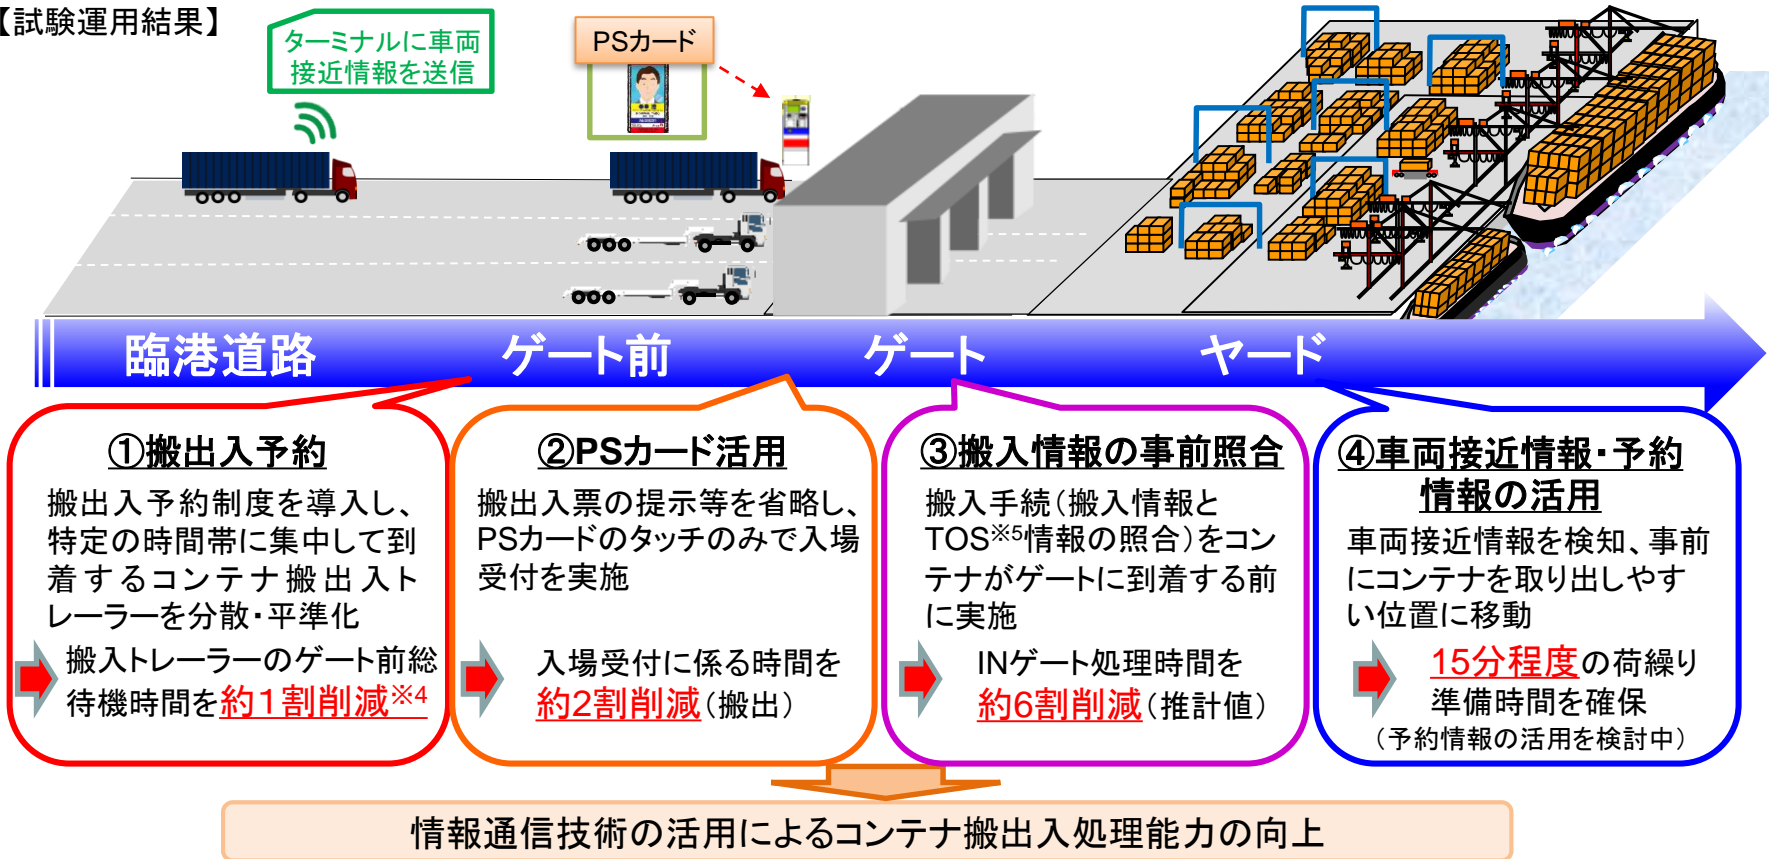 【試験運用結果】
ターミナルに車両
接近情報を送信
PSカード
臨港道路
ゲート前
ゲート
ヤード
①搬出入予約
搬出入予約制度を導入し、
特定の時間帯に集中して到
着するコンテナ搬出入ト
レーラーを分散・平準化
搬入トレーラーのゲート前総
待機時間を約1割削減※4
②PSカード活用
搬出入票の提示等を省略し、
PSカードのタッチのみで入場
受付を実施
入場受付に係る時間を
約2割削減（搬出）
③搬入情報の事前照合
搬入手続（搬入情報と
TOS※5情報の照合）をコン
テナがゲートに到着する前
に実施
INゲート処理時間を
約6割削減（推計値）
④車両接近情報・予約
情報の活用
車両接近情報を検知、事前
にコンテナを取り出しやす
い位置に移動
15分程度の荷繰り
準備時間を確保
（予約情報の活用を検討中）
情報通信技術の活用によるコンテナ搬出入処理能力の向上